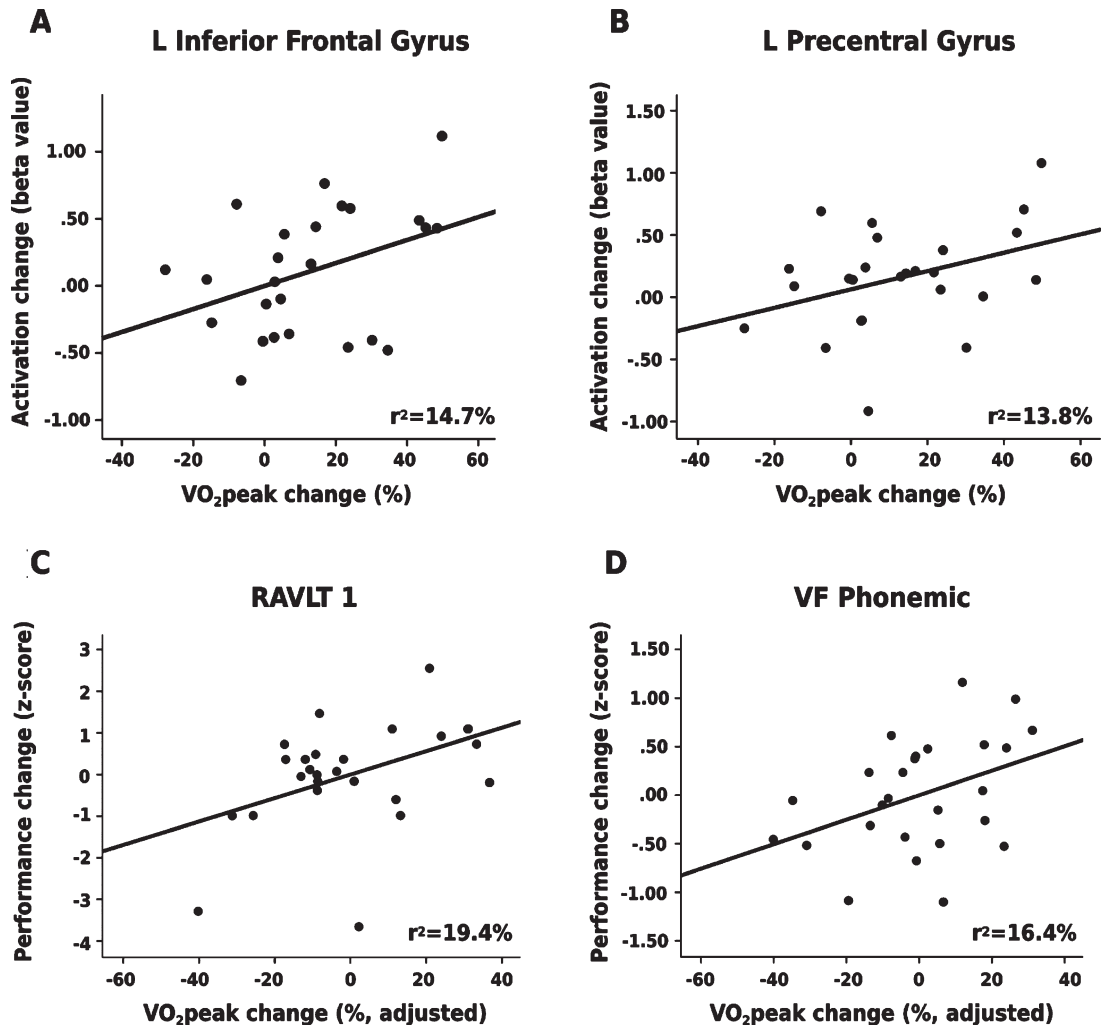 A
L Inferior Frontal Gyrus
Activation change (beta value)
1.00
.50
.00
-.50
-1.00
r²=14.7%
-40 -20 0 20 40 60
VO₂peak change (%)
B
L Precentral Gyrus
Activation change (beta value)
1.50
1.00
.50
.00
-.50
-1.00
r²=13.8%
-40 -20 0 20 40 60
VO₂peak change (%)
C
RAVLT 1
Performance change (z-score)
3
2
1
0
-1
-2
-3
-4
r²=19.4%
-60 -40 -20 0 20 40
VO₂peak change (%, adjusted)
D
VF Phonemic
Performance change (z-score)
1.50
1.00
.50
.00
-.50
-1.00
-1.50
r²=16.4%
-60 -40 -20 0 20 40
VO₂peak change (%, adjusted)